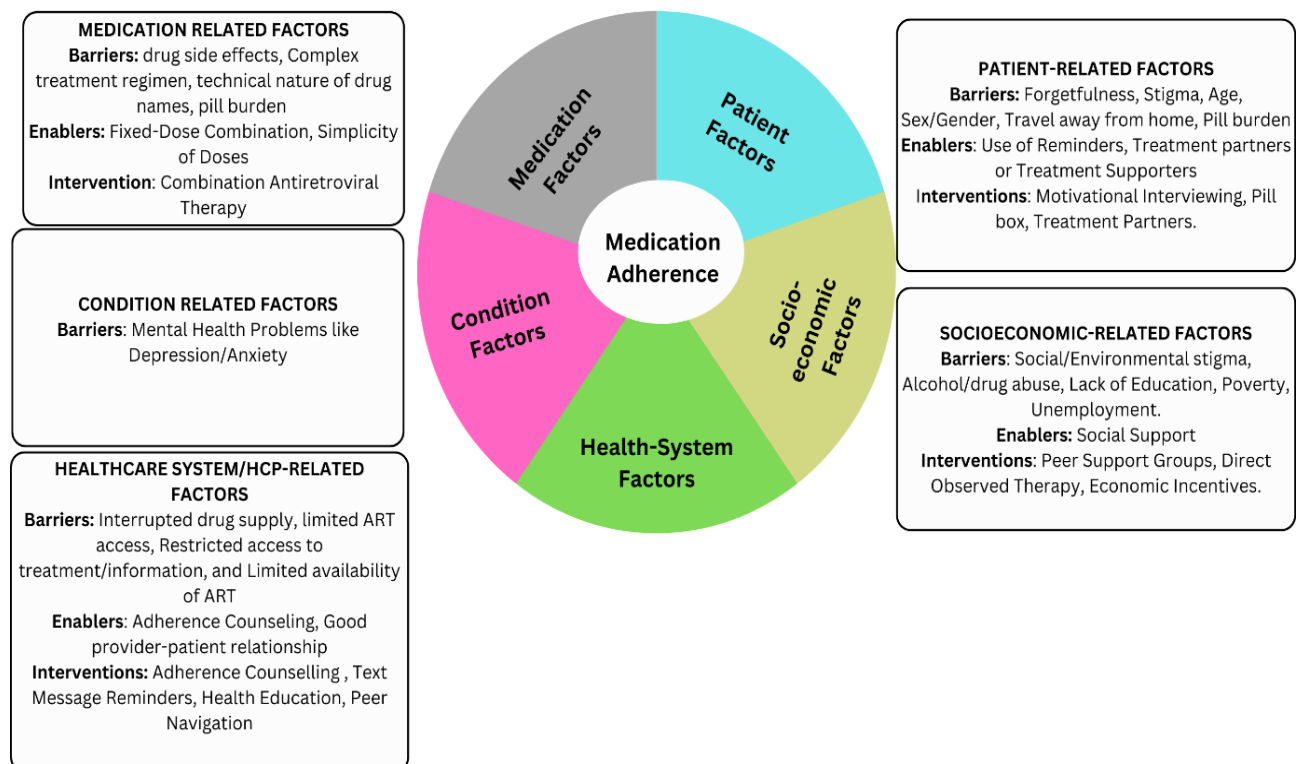 MEDICATION RELATED FACTORS
Barriers: drug side effects, Complex
treatment regimen, technical nature of drug
names, pill burden
Enablers: Fixed-Dose Combination, Simplicity
of Doses
Intervention: Combination Antiretroviral
Therapy
CONDITION RELATED FACTORS
Barriers: Mental Health Problems like
Depression/Anxiety
HEALTHCARE SYSTEM/HCP-RELATED
FACTORS
Barriers: Interrupted drug supply, limited ART
access, Restricted access to
treatment/information, and Limited availability
of ART
Enablers: Adherence Counseling, Good
provider-patient relationship
Interventions: Adherence Counselling , Text
Message Reminders, Health Education, Peer
Navigation
Medication
Factors
Patient
Factors
Medication
Adherence
Condition
Factors
Socio-
economic
Factors
Health-System
Factors
PATIENT-RELATED FACTORS
Barriers: Forgetfulness, Stigma, Age,
Sex/Gender, Travel away from home, Pill burden
Enablers: Use of Reminders, Treatment partners
or Treatment Supporters
Interventions: Motivational Interviewing, Pill
box, Treatment Partners.
SOCIOECONOMIC-RELATED FACTORS
Barriers: Social/Environmental stigma,
Alcohol/drug abuse, Lack of Education, Poverty,
Unemployment.
Enablers: Social Support
Interventions: Peer Support Groups, Direct
Observed Therapy, Economic Incentives.